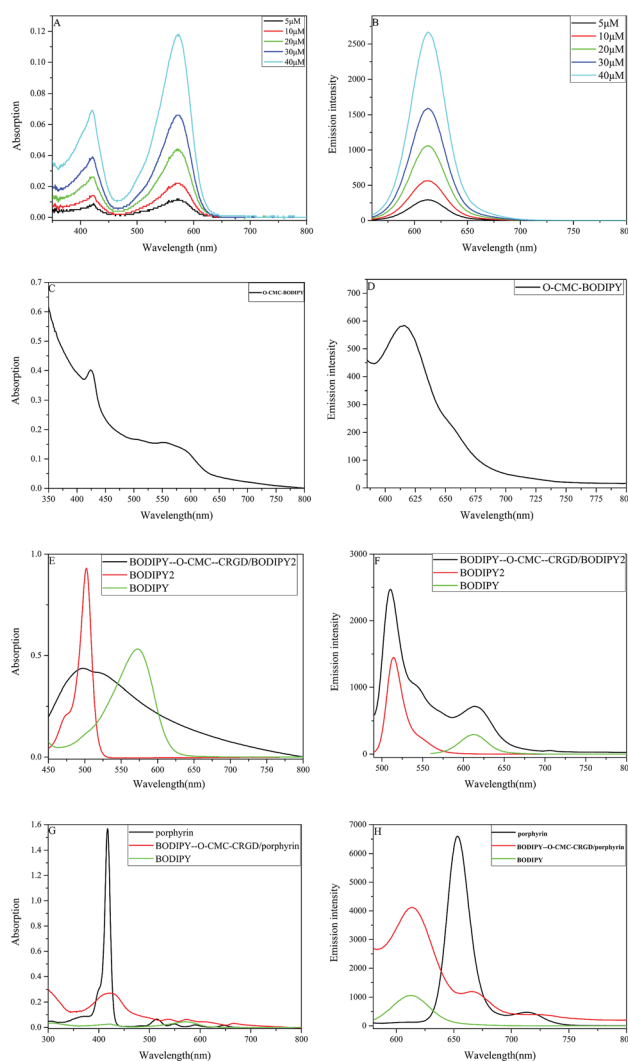 A
5μM
10μM
20μM
30μM
40μM
0.12
0.10
0.08
0.06
0.04
0.02
0.00
Absorption
400 500 600 700 800
Wavelength (nm)
B
5μM
10μM
20μM
30μM
40μM
2500
2000
1500
1000
500
0
Emission intensity
600 650 700 750 800
Wavelength (nm)
C
O-CMC-BODIPY
0.7
0.6
0.5
0.4
0.3
0.2
0.1
0.0
Absorption
350 400 450 500 550 600 650 700 750 800
Wavelength(nm)
D
O-CMC-BODIPY
700
600
500
400
300
200
100
0
Emission intensity
600 625 650 675 700 725 750 775 800
Wavelength(nm)
E
BODIPY--O-CMC--CRGD/BODIPY2
BODIPY2
BODIPY
1.0
0.5
0.0
Absorption
450 500 550 600 650 700 750 800
Wavelength(nm)
F
BODIPY--O-CMC--CRGD/BODIPY2
BODIPY2
BODIPY
3000
2000
1000
0
Emission intensity
500 550 600 650 700 750 800
Wavelength(nm)
G
porphyrin
BODIPY--O-CMC-CRGD/porphyrin
BODIPY
1.6
1.4
1.2
1.0
0.8
0.6
0.4
0.2
0.0
Absorption
300 400 500 600 700 800
Wavelength(nm)
H
porphyrin
BODIPY--O-CMC-CRGD/porphyrin
BODIPY
7000
6000
5000
4000
3000
2000
1000
0
Emission intensity
600 650 700 750 800
Wavelength(nm)